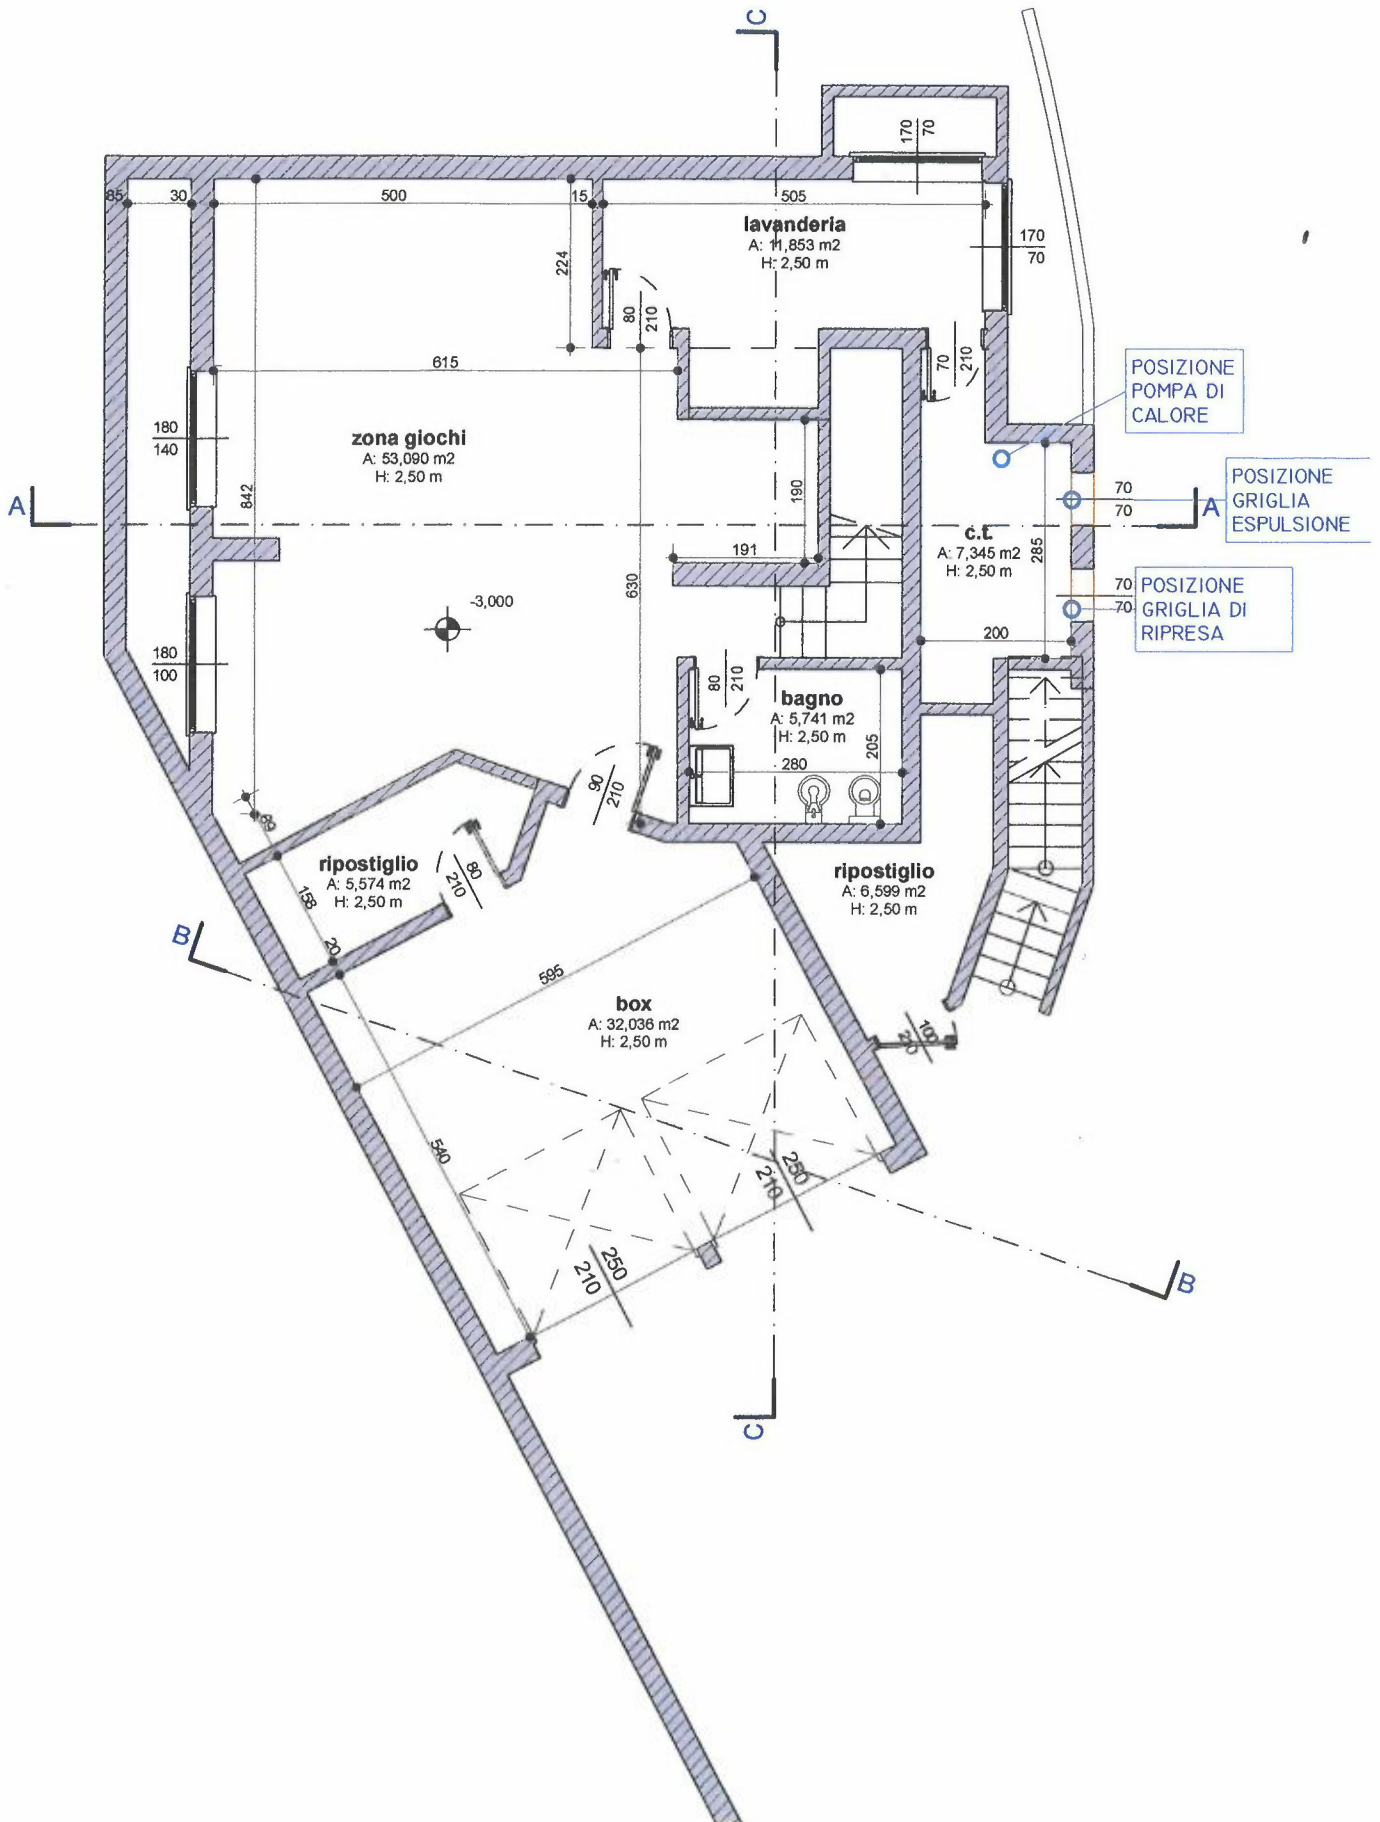 C
170
70
85
30
500
15
505
lavanderia
A: 11,853 m2
H: 2,50 m
170
70
224
80
210
70
210
615
POSIZIONE
POMPA DI
CALORE
180
140
zona giochi
A: 53,090 m2
H: 2,50 m
842
190
A
70
70
A
POSIZIONE
GRIGLIA
ESPULSIONE
c.t.
A: 7,345 m2
H: 2,50 m
285
191
630
-3,000
70
70
POSIZIONE
GRIGLIA DI
RIPRESA
200
180
100
80
210
bagno
A: 5,741 m2
H: 2,50 m
205
280
90
210
ripostiglio
A: 5,574 m2
H: 2,50 m
80
210
158
20
ripostiglio
A: 6,599 m2
H: 2,50 m
B
595
box
A: 32,036 m2
H: 2,50 m
100
210
540
250
210
250
210
B
C